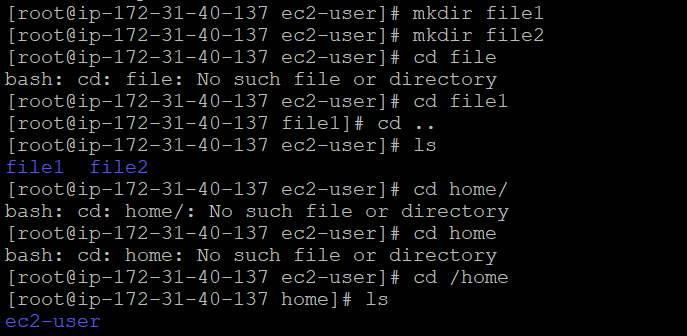 [root@ip-172-31-40-137 ec2-user]# mkdir file1
[root@ip-172-31-40-137 ec2-user]# mkdir file2
[root@ip-172-31-40-137 ec2-user]# cd file
bash: cd: file: No such file or directory
[root@ip-172-31-40-137 ec2-user]# cd file1
[root@ip-172-31-40-137 file1]# cd ..
[root@ip-172-31-40-137 ec2-user]# ls
file1  file2
[root@ip-172-31-40-137 ec2-user]# cd home/
bash: cd: home/: No such file or directory
[root@ip-172-31-40-137 ec2-user]# cd home
bash: cd: home: No such file or directory
[root@ip-172-31-40-137 ec2-user]# cd /home
[root@ip-172-31-40-137 home]# ls
ec2-user